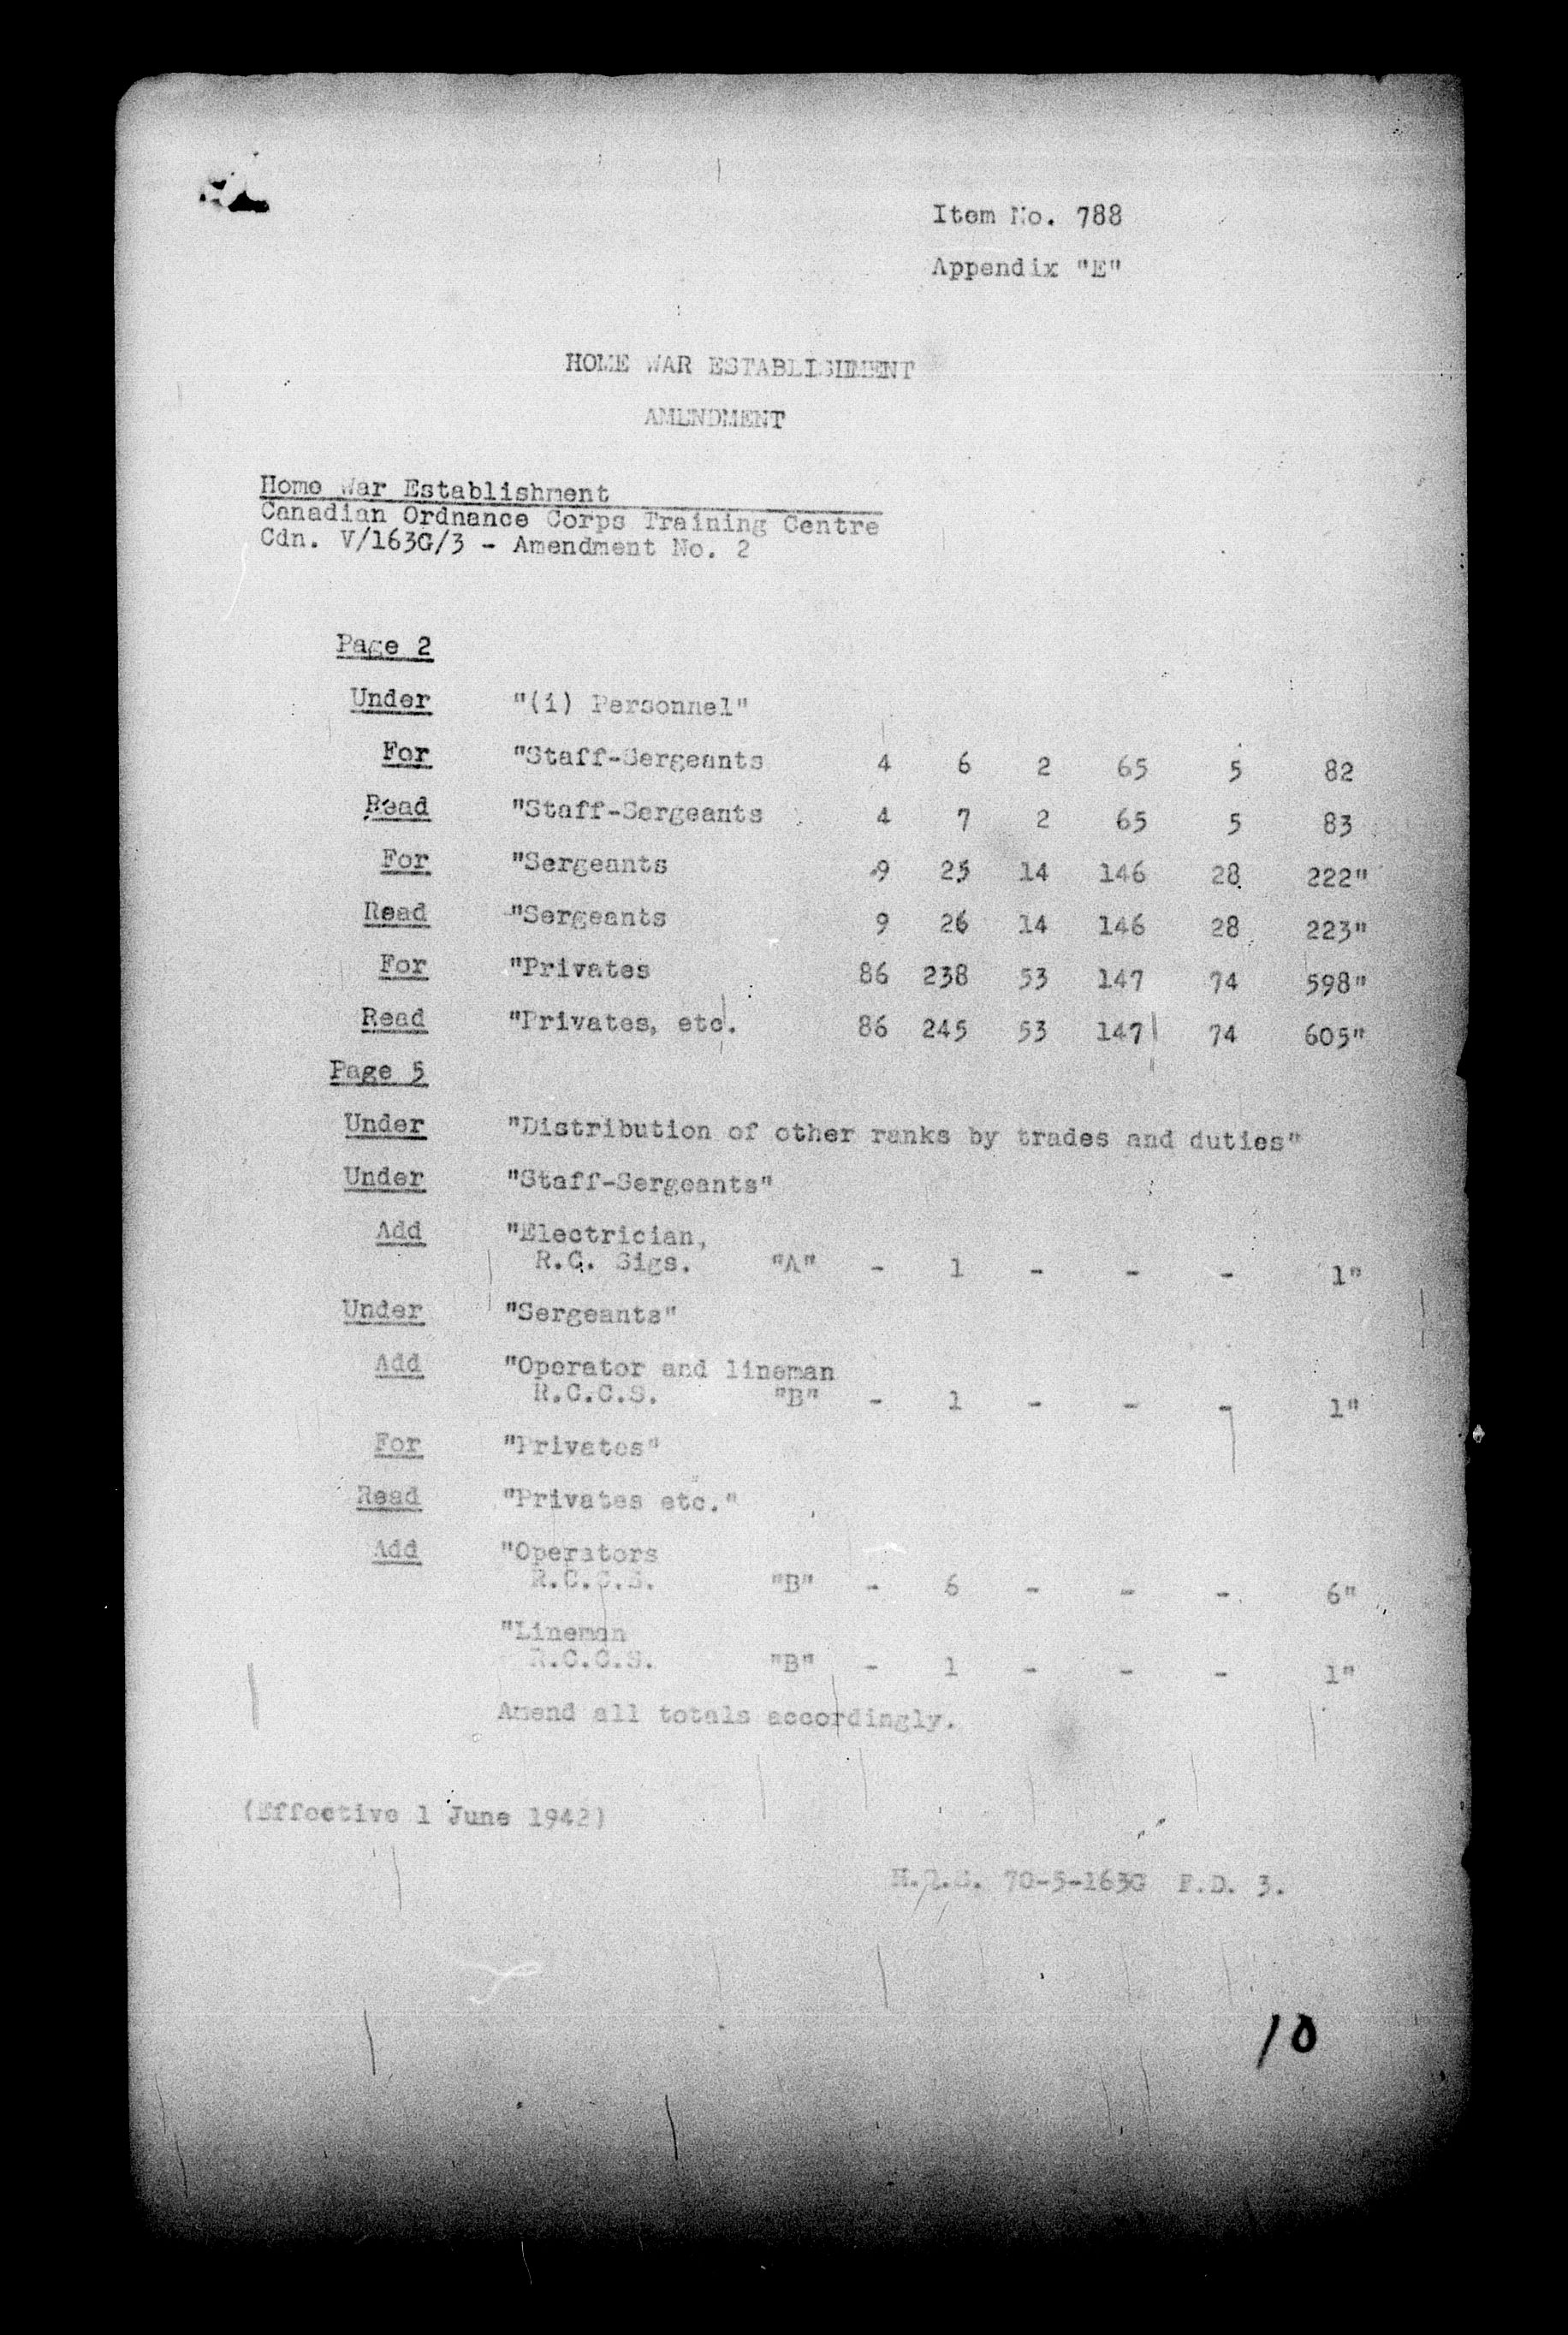 Item No. 788
Appendix "E"
HOME WAR ESTABLISHMENT
AMENDMENT
Home War Establishment
Canadian Ordnance Corps Training Centre
Cdn. V/163G/3 - Amendment No. 2
Page 2
Under "(i) Personnel"
For "Staff-Sergeants 4 6 2 65 5 82
Read "Staff-Sergeants 4 7 2 65 5 83
For "Sergeants 9 25 14 146 28 222"
Read "Sergeants 9 26 14 146 28 223"
For "Privates 86 238 53 147 74 598"
Read "Privates, etc. 86 245 53 147 74 605"
Page 5
Under "Distribution of other ranks by trades and duties"
Under "Staff-Sergeants"
Add "Electrician,
R.C. Sigs. "A" - 1 - - - 1"
Under "Sergeants"
Add "Operator and lineman
R.C.C.S. "B" - 1 - - - 1"
For "Privates"
Read "Privates etc."
Add "Operators
R.C.C.S. "B" - 6 - - - 6"
"Lineman
R.C.C.S. "B" - 1 - - - 1"
Amend all totals accordingly.
(Effective 1 June 1942)
H.Q.S. 70-5-163G F.D. 3.
10